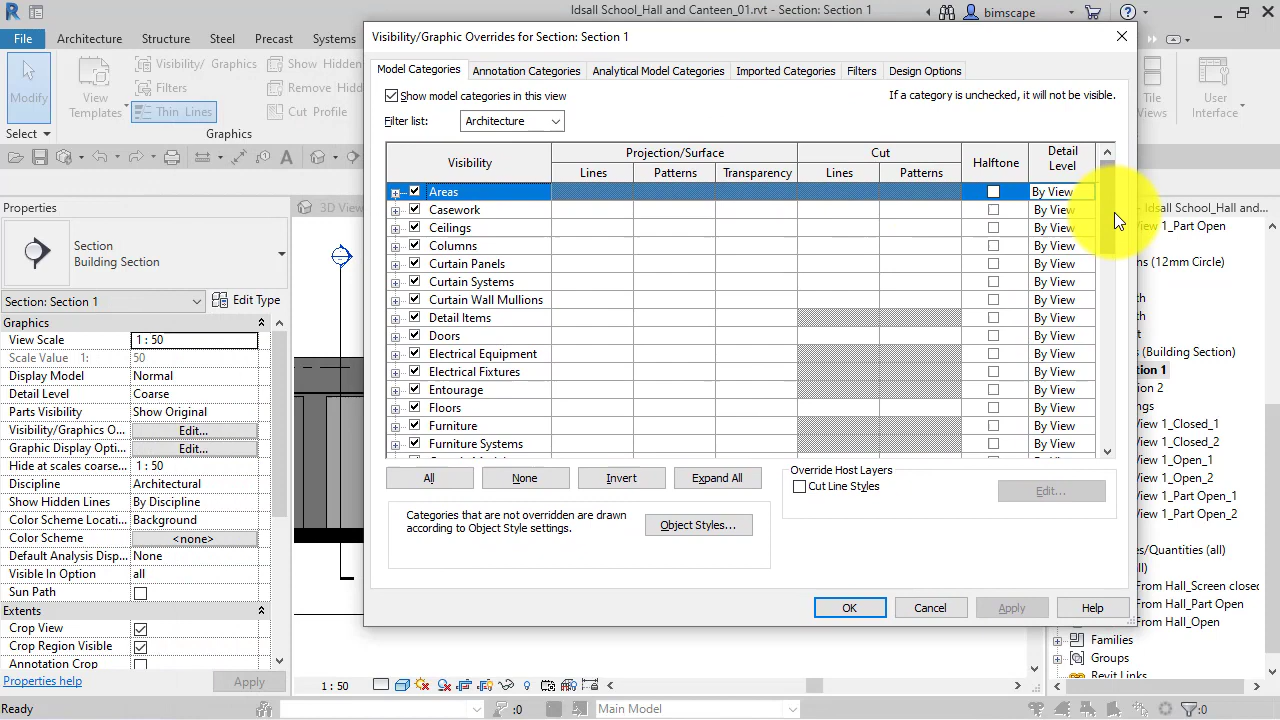 Idsall School_Hall and Canteen_01.rvt - Section: Section 1
bimscape
File Architecture Structure Steel Precast Systems
Modify
View Templates
Visibility/ Graphics
Filters
Thin Lines
Show Hidden
Remove Hidden
Cut Profile
Tile Views
User Interface
Select
Graphics
Properties
Section
Building Section
Section: Section 1
Edit Type
Graphics
View Scale 1 : 50
Scale Value 1: 50
Display Model Normal
Detail Level Coarse
Parts Visibility Show Original
Visibility/Graphics O... Edit...
Graphic Display Opti... Edit...
Hide at scales coarse... 1 : 50
Discipline Architectural
Show Hidden Lines By Discipline
Color Scheme Locati... Background
Color Scheme <none>
Default Analysis Disp... None
Visible In Option all
Sun Path
Extents
Crop View
Crop Region Visible
Annotation Crop
Properties help
Apply
3D View
Visibility/Graphic Overrides for Section: Section 1
Model Categories Annotation Categories Analytical Model Categories Imported Categories Filters Design Options
Show model categories in this view
If a category is unchecked, it will not be visible.
Filter list: Architecture
Visibility Projection/Surface Cut Halftone Detail Level
Lines Patterns Transparency Lines Patterns
Areas By View
Casework By View
Ceilings By View
Columns By View
Curtain Panels By View
Curtain Systems By View
Curtain Wall Mullions By View
Detail Items By View
Doors By View
Electrical Equipment By View
Electrical Fixtures By View
Entourage By View
Floors By View
Furniture By View
Furniture Systems By View
All None Invert Expand All
Override Host Layers
Cut Line Styles
Edit...
Categories that are not overridden are drawn
according to Object Style settings.
Object Styles...
OK Cancel Apply Help
- Idsall School_Hall and...
View 1_Part Open
ns (12mm Circle)
th
th
s (Building Section)
tion 1
on 2
ngs
View 1_Closed_1
View 1_Closed_2
View 1_Open_1
View 1_Open_2
View 1_Part Open_1
View 1_Part Open_2
es/Quantities (all)
ll)
From Hall_Screen closed
From Hall_Part Open
From Hall_Open
Families
Groups
Revit Links
1 : 50
Ready
:0
Main Model
:0